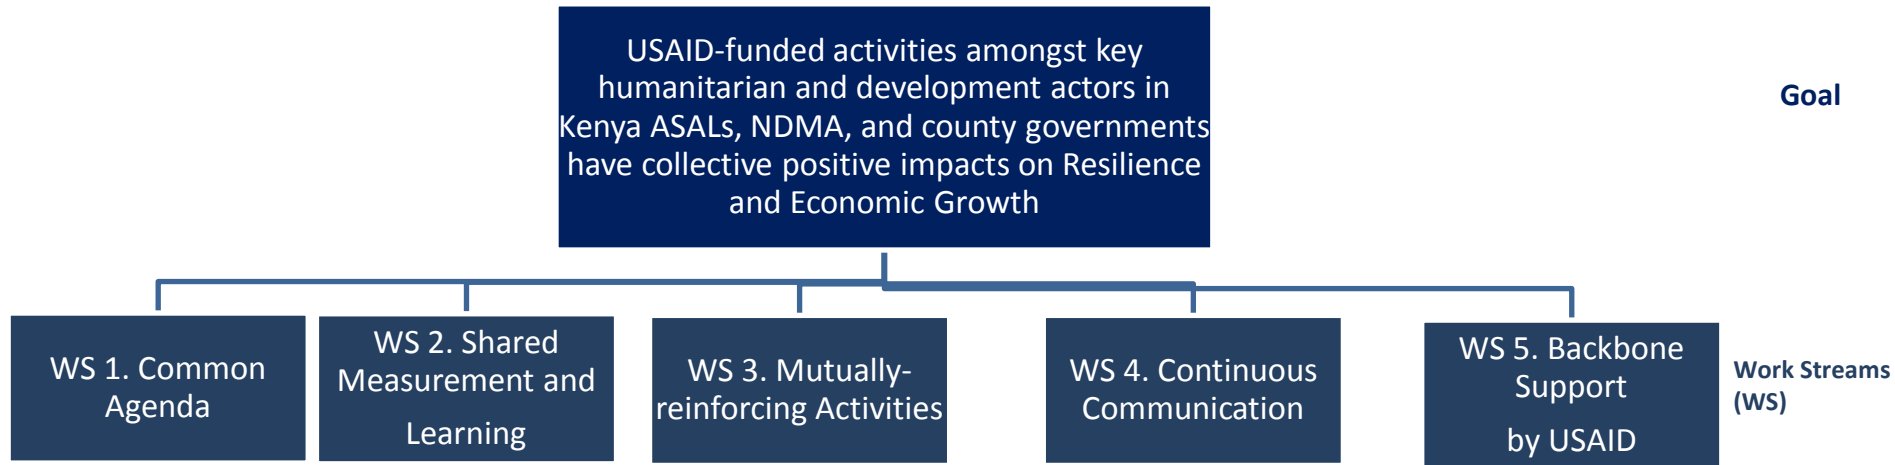 USAID-funded activities amongst key
humanitarian and development actors in
Kenya ASALs, NDMA, and county governments
have collective positive impacts on Resilience
and Economic Growth
Goal
WS 1. Common
Agenda
WS 2. Shared
Measurement and
Learning
WS 3. Mutually-
reinforcing Activities
WS 4. Continuous
Communication
WS 5. Backbone
Support
by USAID
Work Streams
(WS)